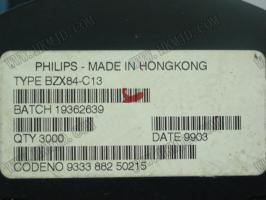 PHILIPS - MADE IN HONGKONG
TYPE BZX84-C13
BATCH 19362639
QTY 3000
DATE 9903
CODENO 9333 882 50215